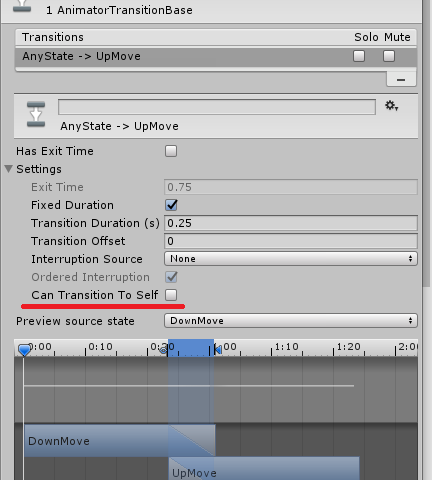 1 AnimatorTransitionBase
Transitions Solo Mute
AnyState -> UpMove
AnyState -> UpMove
Has Exit Time
Settings
Exit Time 0.75
Fixed Duration
Transition Duration (s) 0.25
Transition Offset 0
Interruption Source None
Ordered Interruption
Can Transition To Self
Preview source state DownMove
0:00 0:10 0:20 1:00 1:10 1:20 2:00
DownMove
UpMove